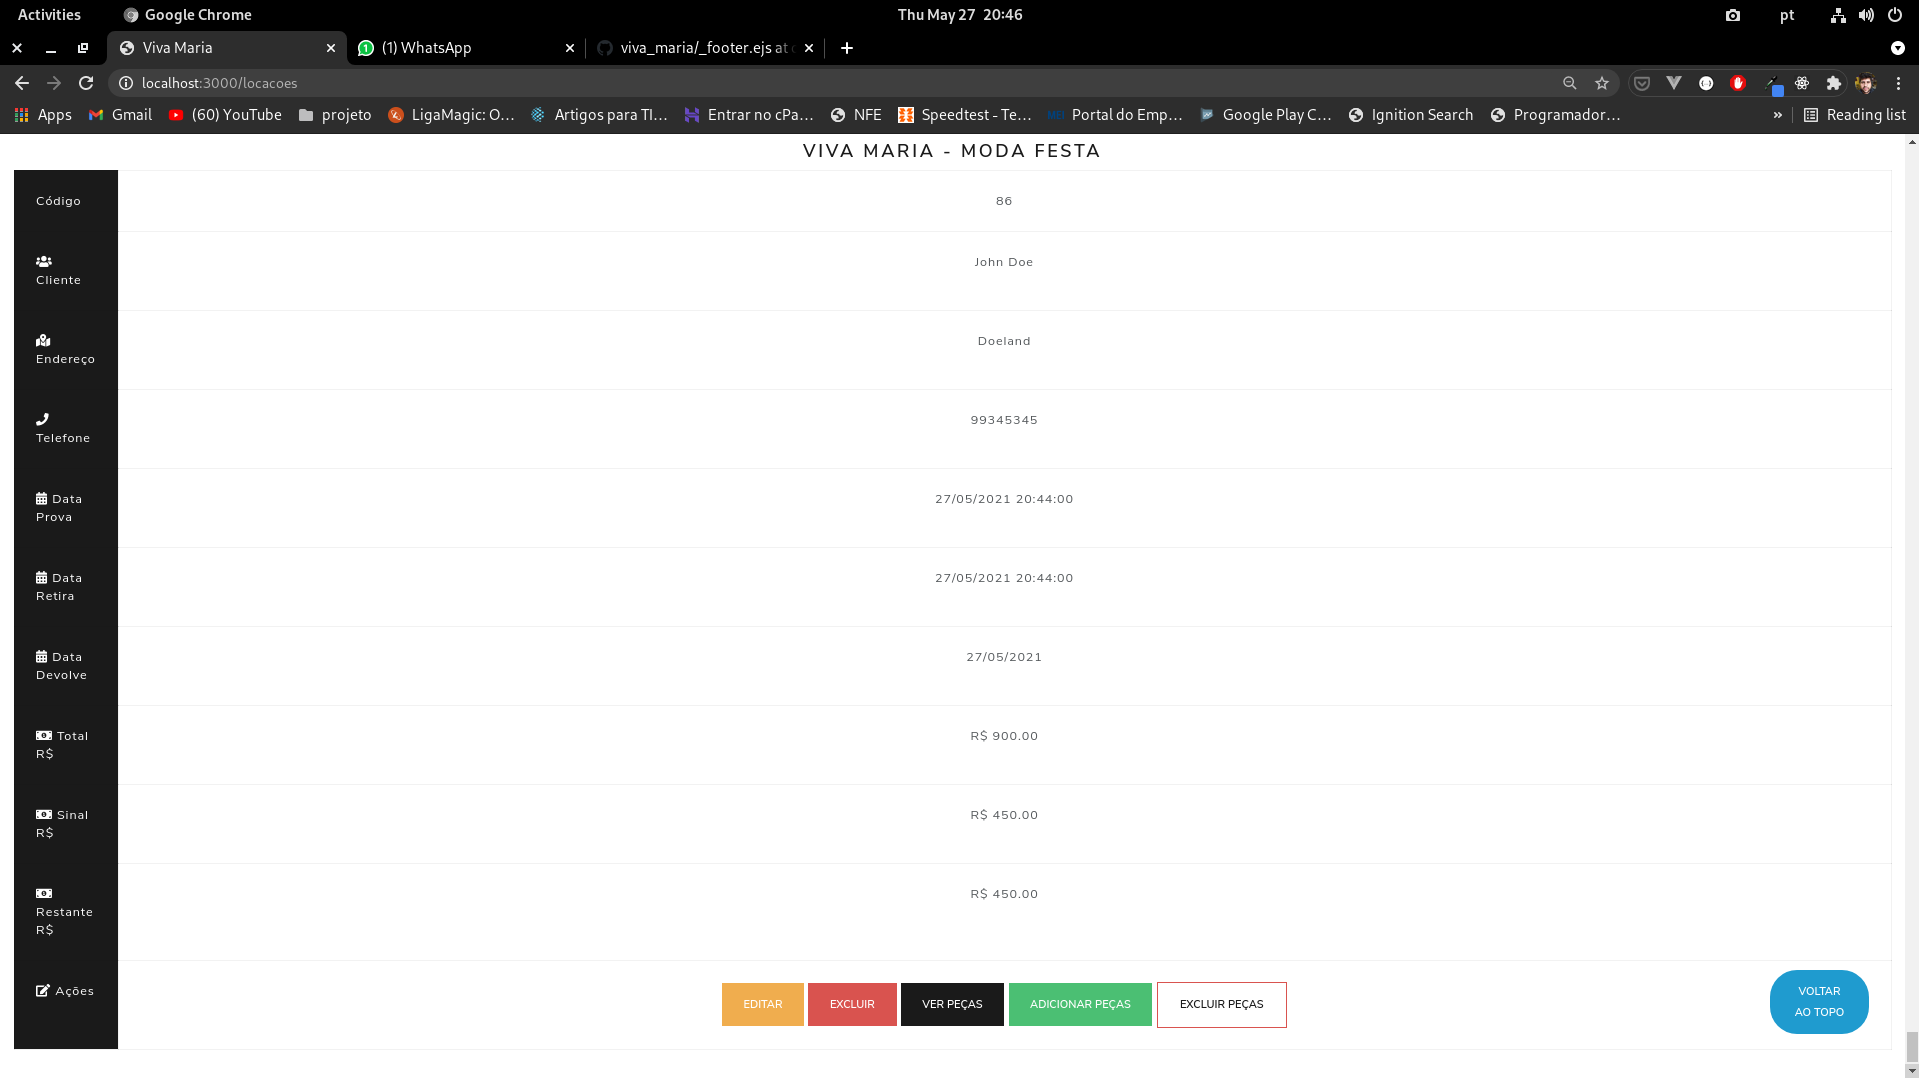 Activities
Google Chrome
Thu May 27 20:46
pt
Viva Maria
(1) WhatsApp
viva_maria/_footer.ejs at
localhost:3000/locacoes
Apps
Gmail
(60) YouTube
projeto
LigaMagic: O...
Artigos para TI...
Entrar no cPa...
NFE
Speedtest - Te...
Portal do Emp...
Google Play C...
Ignition Search
Programador...
»
Reading list
VIVA MARIA - MODA FESTA
Código
86
Cliente
John Doe
Endereço
Doeland
Telefone
99345345
Data
Prova
27/05/2021 20:44:00
Data
Retira
27/05/2021 20:44:00
Data
Devolve
27/05/2021
Total
R$
R$ 900.00
Sinal
R$
R$ 450.00
Restante
R$
R$ 450.00
Ações
EDITAR
EXCLUIR
VER PEÇAS
ADICIONAR PEÇAS
EXCLUIR PEÇAS
VOLTAR
AO TOPO